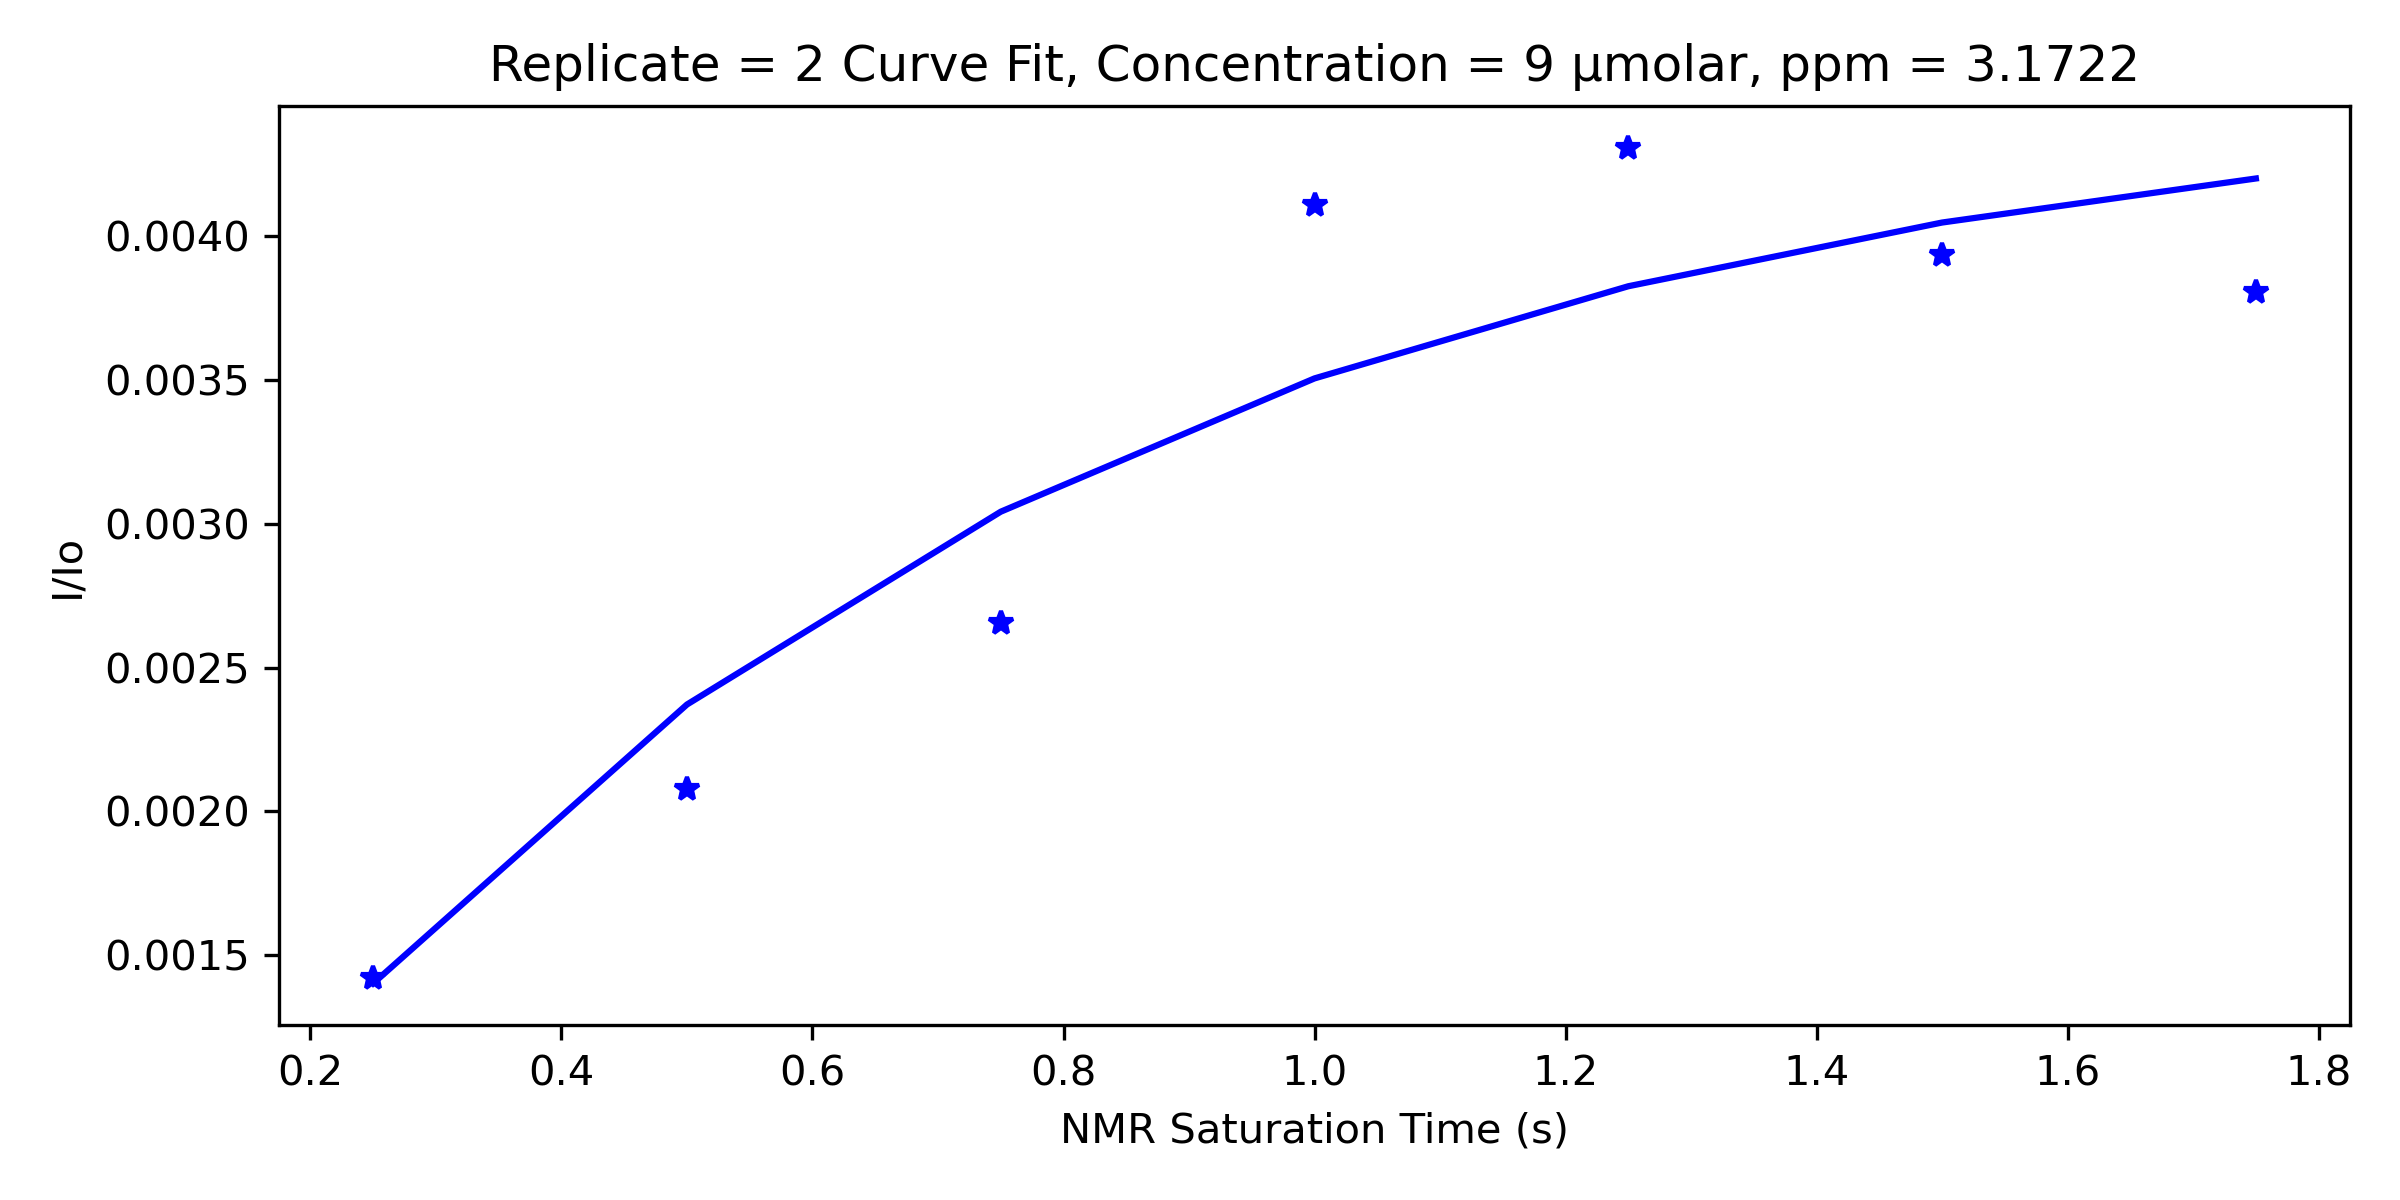 Replicate = 2 Curve Fit, Concentration = 9 µmolar, ppm = 3.1722
I/Io
0.0040
0.0035
0.0030
0.0025
0.0020
0.0015
0.2 0.4 0.6 0.8 1.0 1.2 1.4 1.6 1.8
NMR Saturation Time (s)